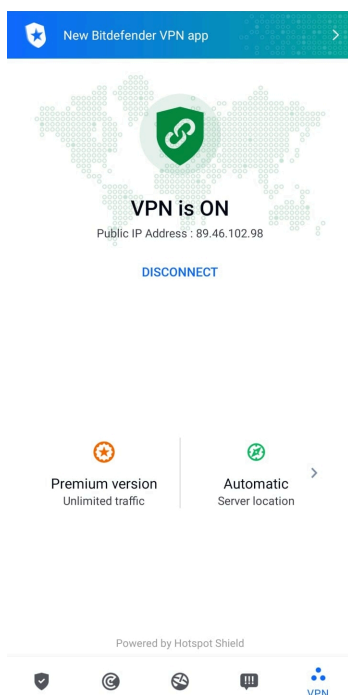 New Bitdefender VPN app
VPN is ON
Public IP Address : 89.46.102.98
DISCONNECT
Premium version
Unlimited traffic
Automatic
Server location
Powered by Hotspot Shield
VPN